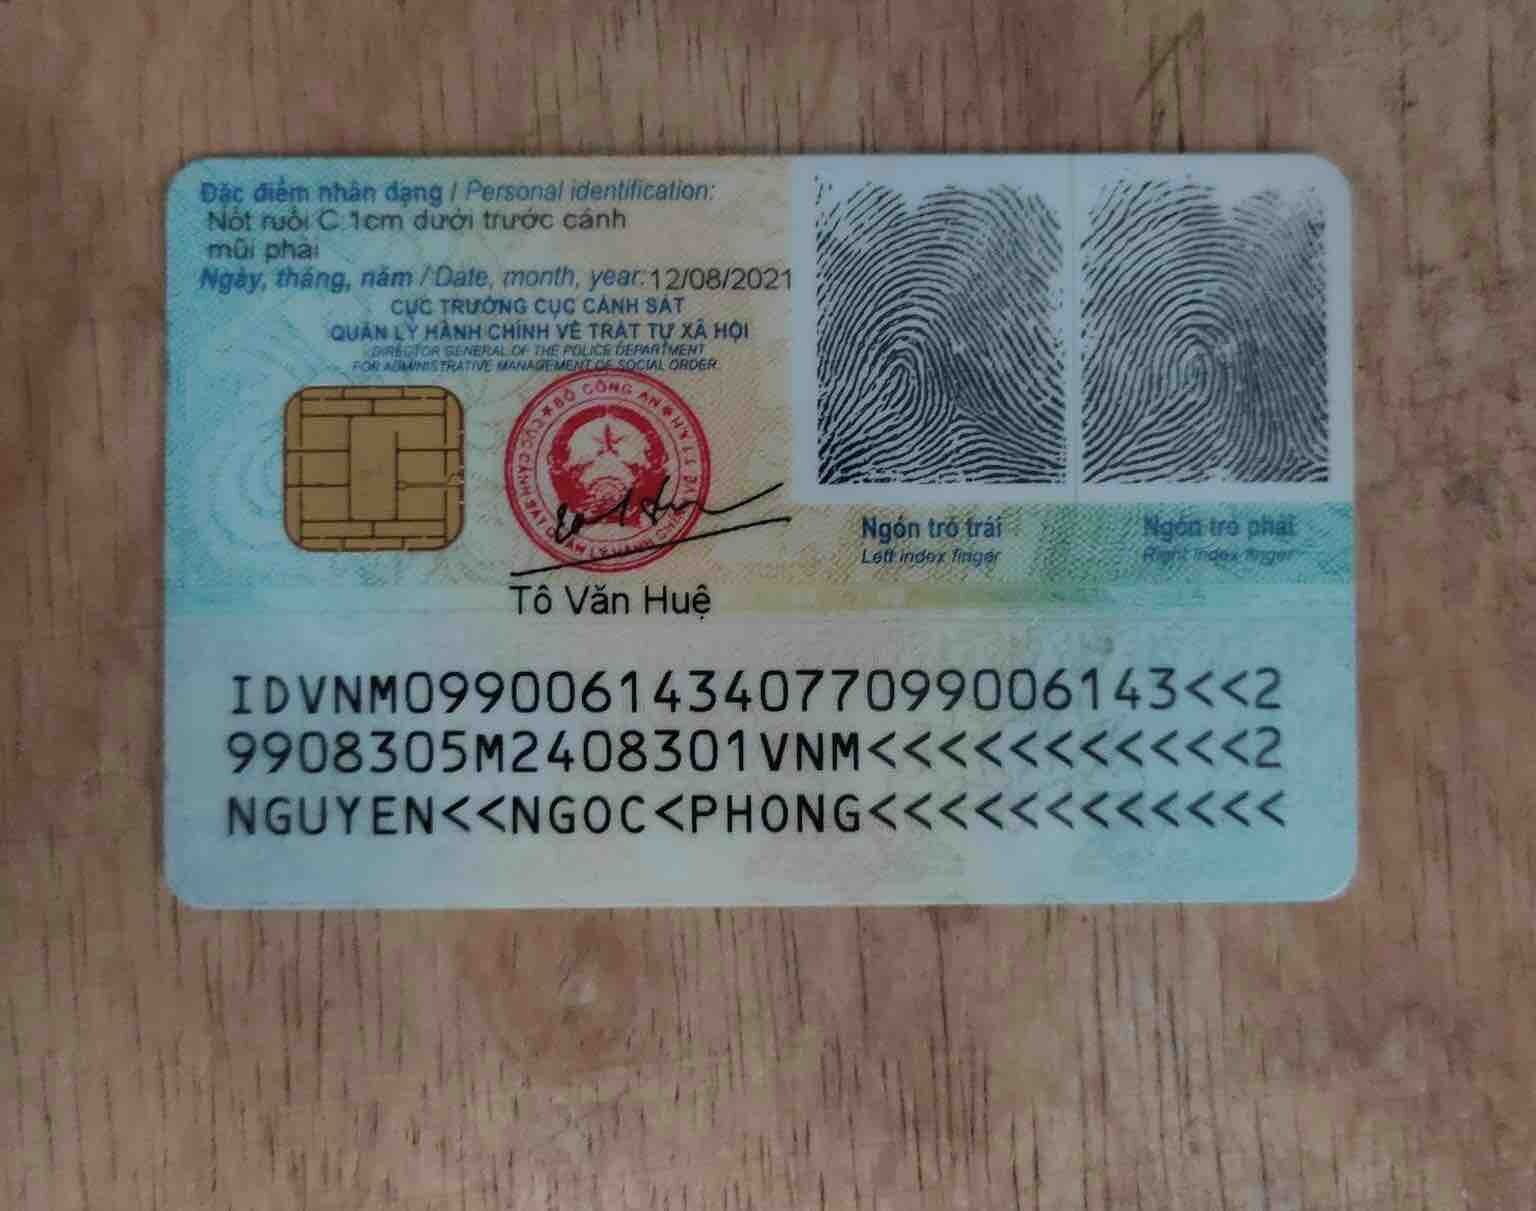 Đặc điểm nhân dạng / Personal identification:
Nốt ruồi C 1cm dưới trước cánh
mũi phải
Ngày, tháng, năm / Date, month, year: 12/08/2021
CỤC TRƯỞNG CỤC CẢNH SÁT
QUẢN LÝ HÀNH CHÍNH VỀ TRẬT TỰ XÃ HỘI
DIRECTOR GENERAL OF THE POLICE DEPARTMENT
FOR ADMINISTRATIVE MANAGEMENT OF SOCIAL ORDER
BỘ CÔNG AN
Tô Văn Huệ
Ngón trỏ trái
Left index finger
Ngón trỏ phải
Right index finger
IDVNM0990061434077099006143<<2
9908305M2408301VNM<<<<<<<<<<<2
NGUYEN<<NGOC<PHONG<<<<<<<<<<<<